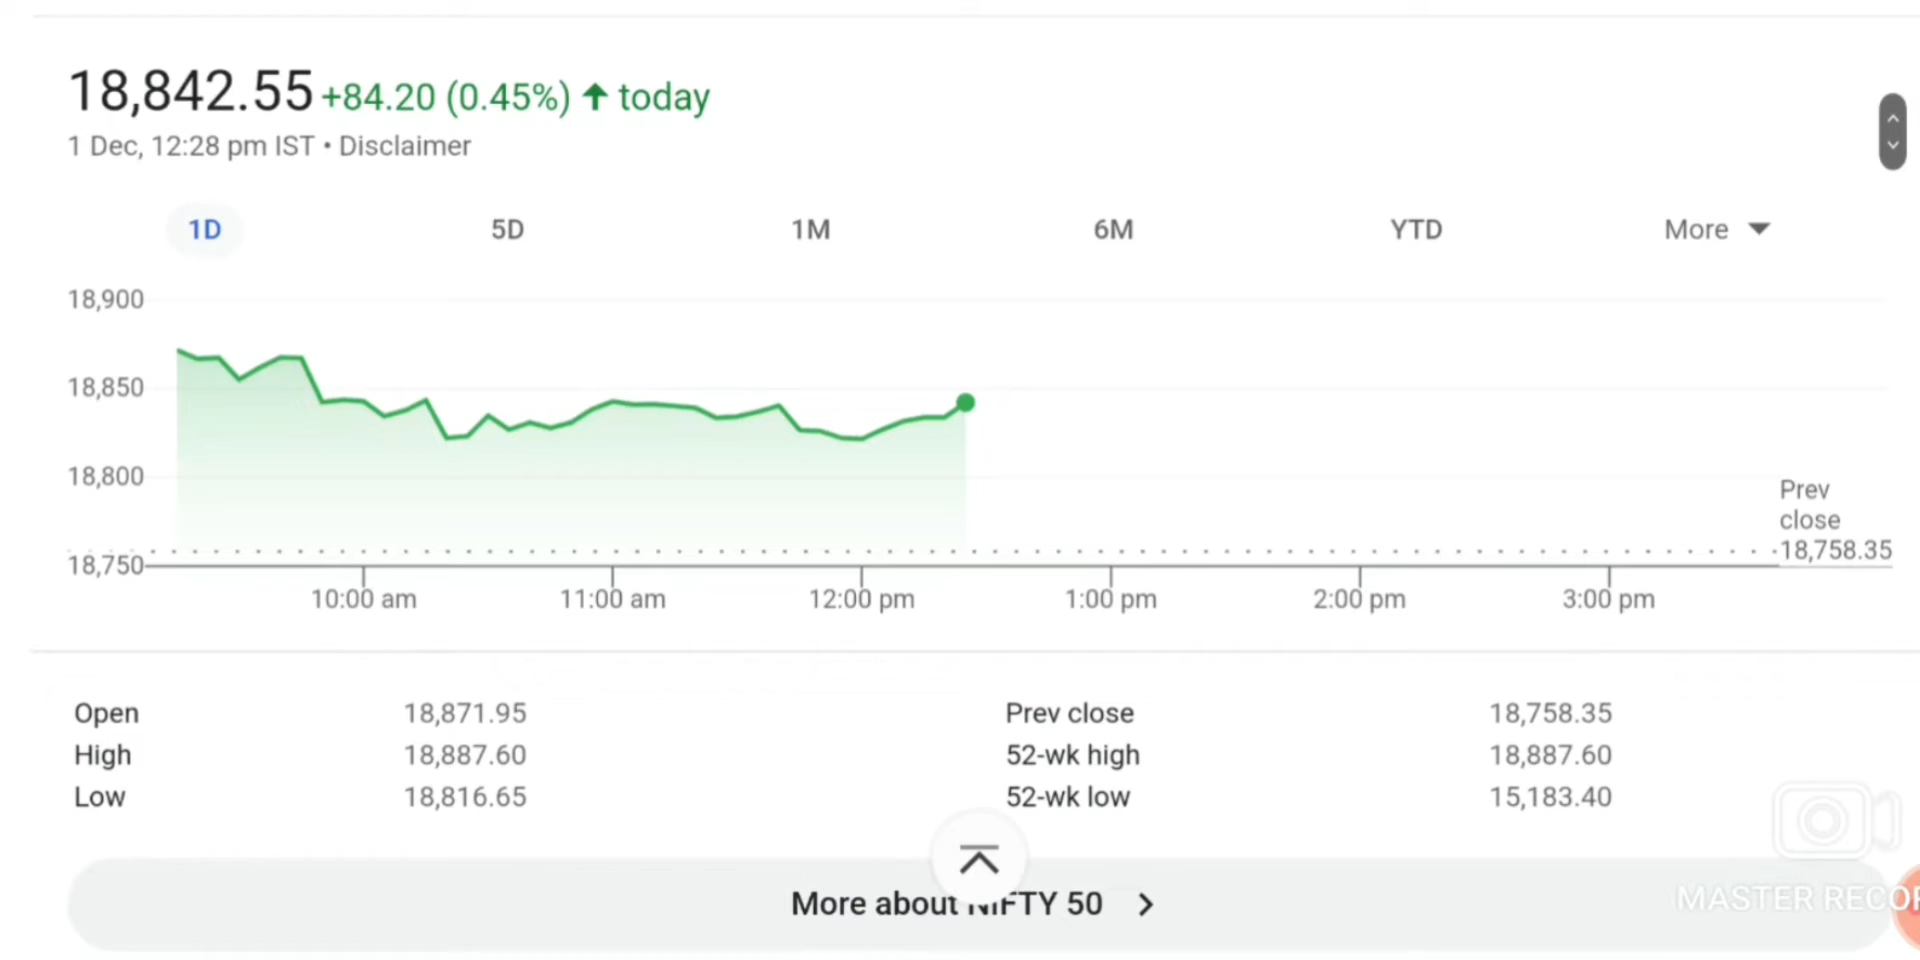 18,842.55 +84.20 (0.45%) ↑ today
1 Dec, 12:28 pm IST • Disclaimer
1D 5D 1M 6M YTD More
18,900
18,850
18,800
18,750
Prev
close
18,758.35
10:00 am 11:00 am 12:00 pm 1:00 pm 2:00 pm 3:00 pm
Open 18,871.95 Prev close 18,758.35
High 18,887.60 52-wk high 18,887.60
Low 18,816.65 52-wk low 15,183.40
More about NIFTY 50
MASTER RECOR